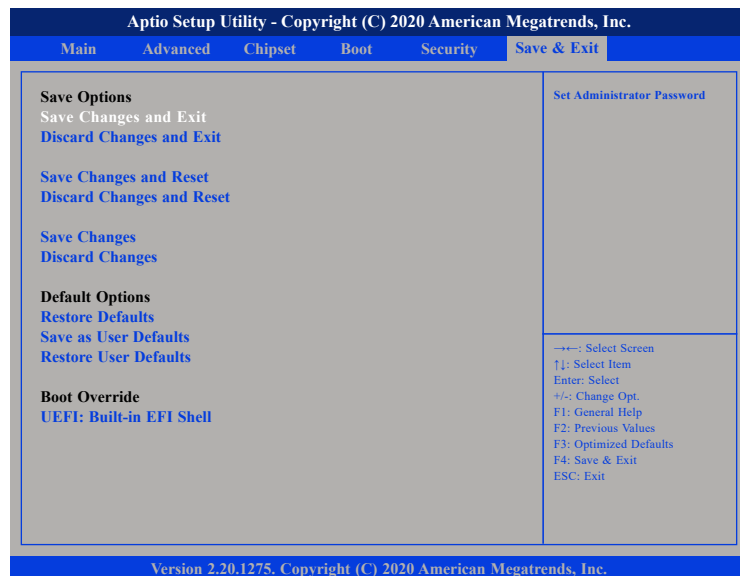 Aptio Setup Utility - Copyright (C) 2020 American Megatrends, Inc.
Main Advanced Chipset Boot Security Save & Exit
Save Options
Save Changes and Exit
Discard Changes and Exit
Save Changes and Reset
Discard Changes and Reset
Save Changes
Discard Changes
Default Options
Restore Defaults
Save as User Defaults
Restore User Defaults
Boot Override
UEFI: Built-in EFI Shell
Set Administrator Password
→←: Select Screen
↑↓: Select Item
Enter: Select
+/-: Change Opt.
F1: General Help
F2: Previous Values
F3: Optimized Defaults
F4: Save & Exit
ESC: Exit
Version 2.20.1275. Copyright (C) 2020 American Megatrends, Inc.